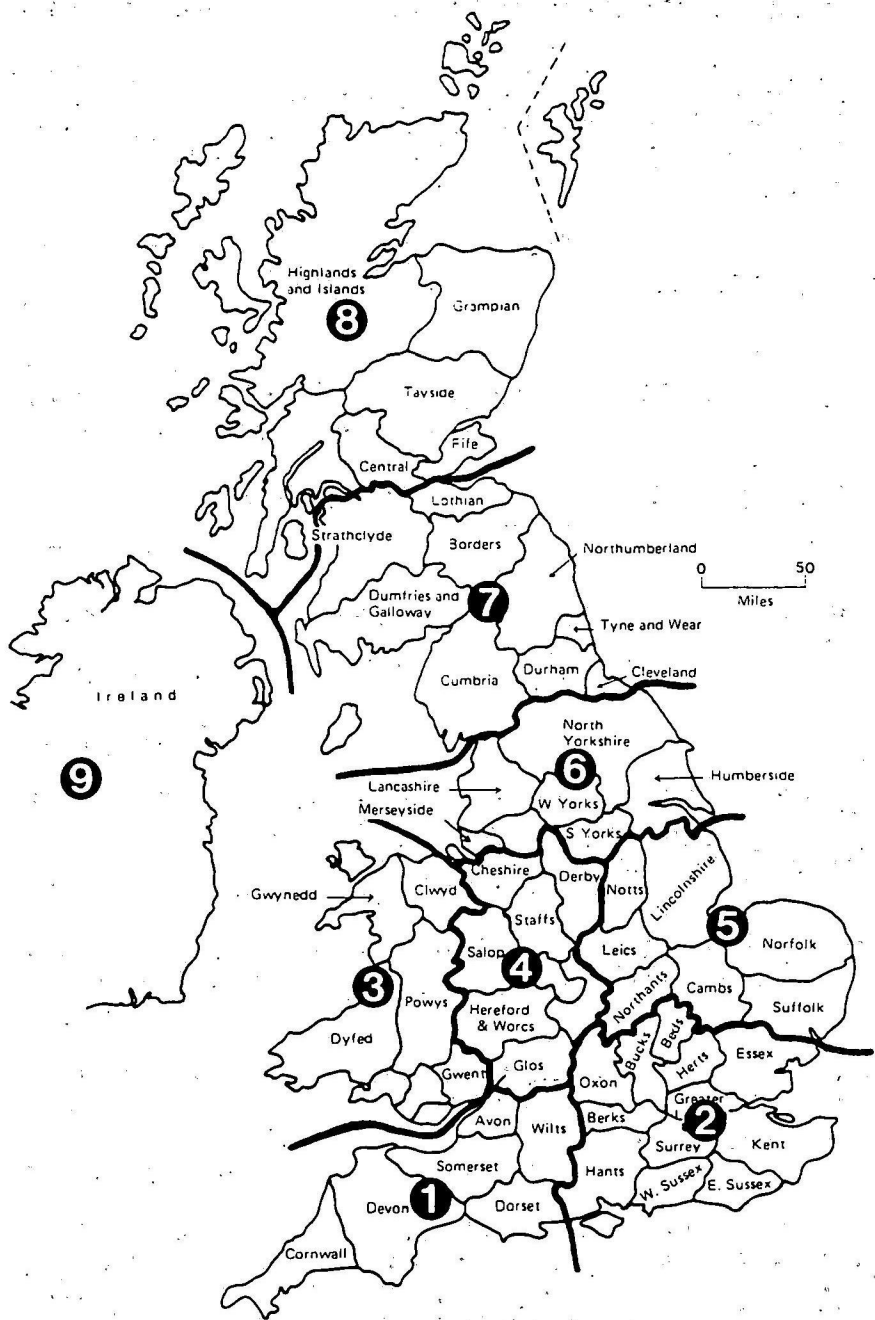 Highlands
and Islands
8
Grampian
Tayside
Fife
Central
Lothian
Strathclyde
Borders
Northumberland
0 50
Miles
Dumfries and
Galloway
7
Tyne and Wear
Ireland
Cumbria
Durham
Cleveland
North
Yorkshire
9
6
Humberside
Lancashire
W Yorks
Merseyside
S Yorks
Cheshire
Derby
Notts
Lincolnshire
Gwynedd
Clwyd
Staffs
5
Norfolk
Salop
4
Leics
3
Powys
Northants
Cambs
Suffolk
Hereford
& Worcs
Dyfed
Gwent
Glos
Oxon
Bucks
Beds
Herts
Essex
Greater
Avon
Wilts
Berks
2
Surrey
Kent
Somerset
Hants
W. Sussex
E. Sussex
Devon
1
Dorset
Cornwall